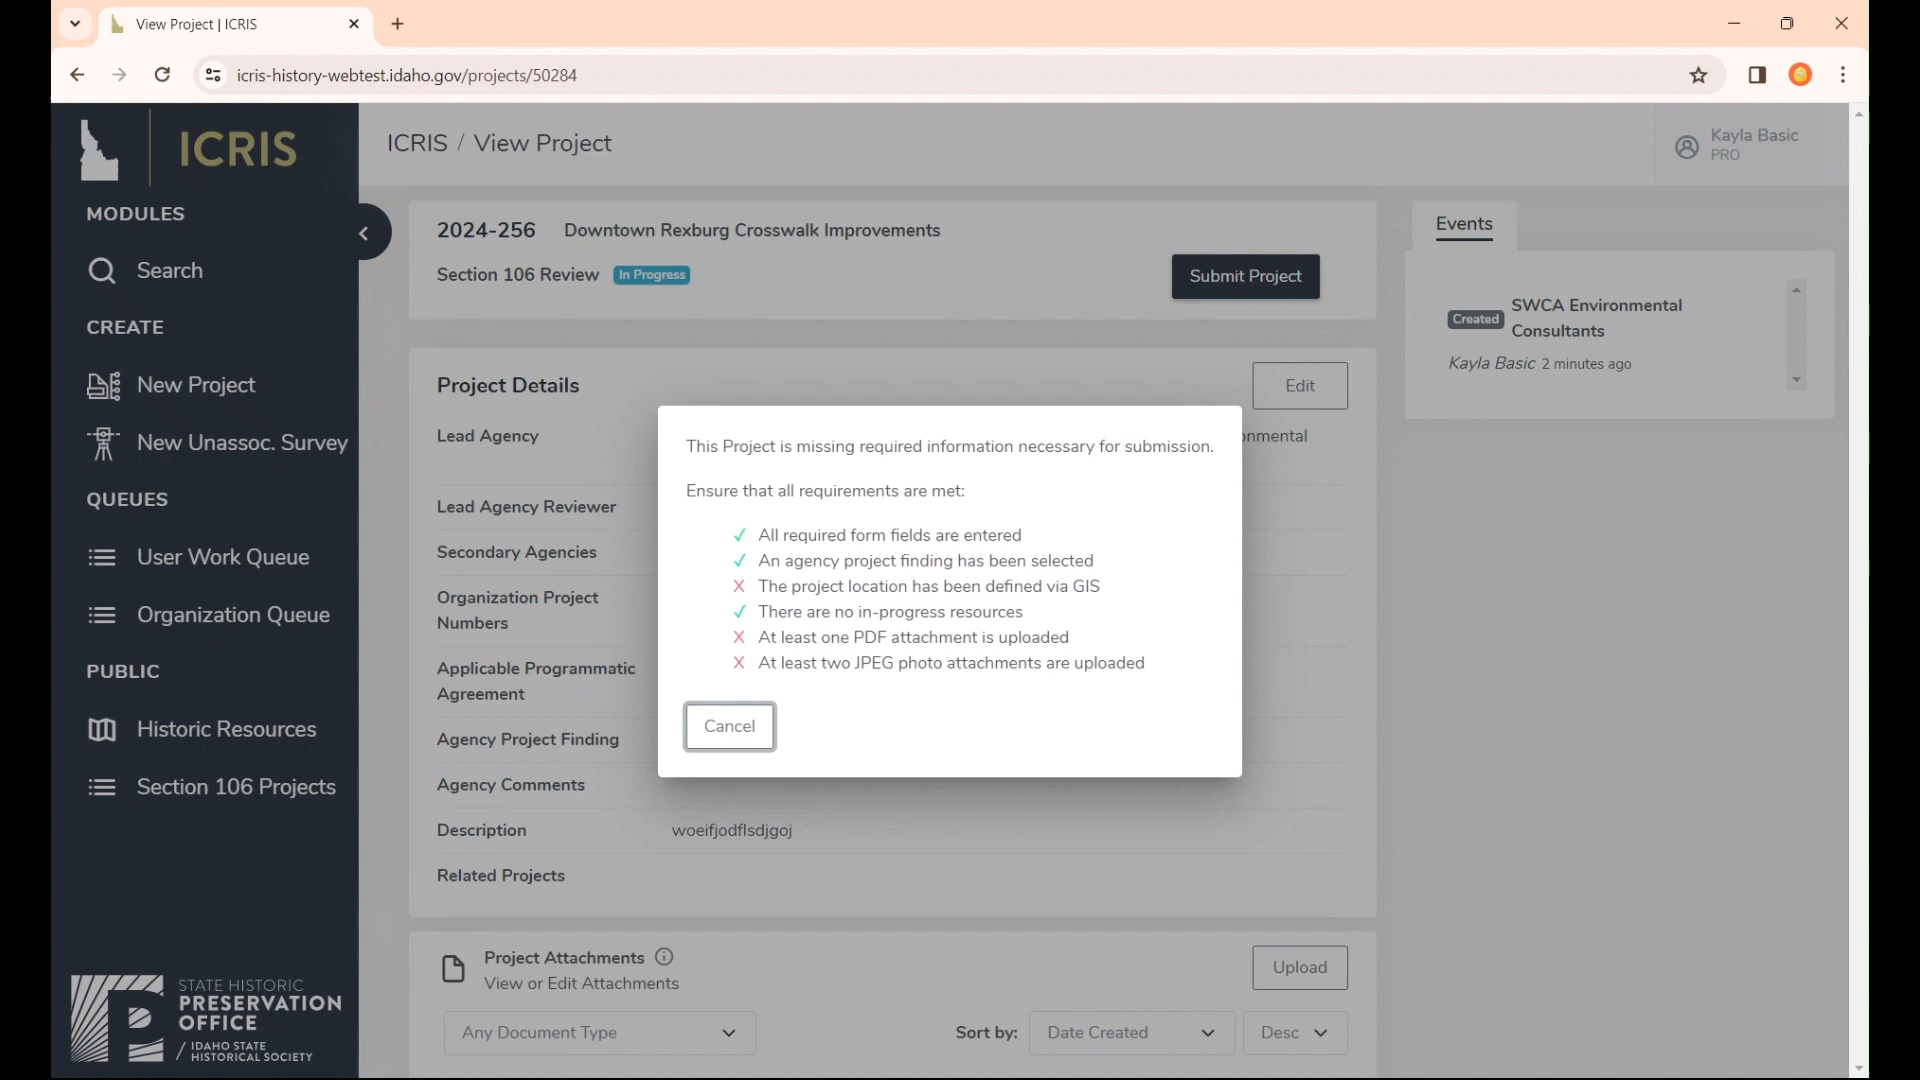 View Project | ICRIS
icris-history-webtest.idaho.gov/projects/50284
ICRIS
MODULES
Search
CREATE
New Project
New Unassoc. Survey
QUEUES
User Work Queue
Organization Queue
PUBLIC
Historic Resources
Section 106 Projects
STATE HISTORIC
PRESERVATION
OFFICE
/ IDAHO STATE
HISTORICAL SOCIETY
ICRIS / View Project
Kayla Basic
PRO
2024-256 Downtown Rexburg Crosswalk Improvements
Section 106 Review In Progress
Submit Project
Events
Created SWCA Environmental
Consultants
Kayla Basic 2 minutes ago
Project Details
Edit
Lead Agency
Lead Agency Reviewer
Secondary Agencies
Organization Project
Numbers
Applicable Programmatic
Agreement
Agency Project Finding
Agency Comments
Description woeifjodflsdjgoj
Related Projects
This Project is missing required information necessary for submission.
Ensure that all requirements are met:
✓ All required form fields are entered
✓ An agency project finding has been selected
X The project location has been defined via GIS
✓ There are no in-progress resources
X At least one PDF attachment is uploaded
X At least two JPEG photo attachments are uploaded
Cancel
Project Attachments
View or Edit Attachments
Upload
Any Document Type
Sort by: Date Created Desc